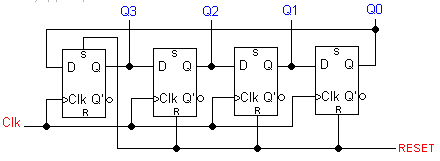 Q3 Q2 Q1 Q0
S S S S
D Q D Q D Q D Q
Clk Q' Clk Q' Clk Q' Clk Q'
R R R R
Clk
RESET